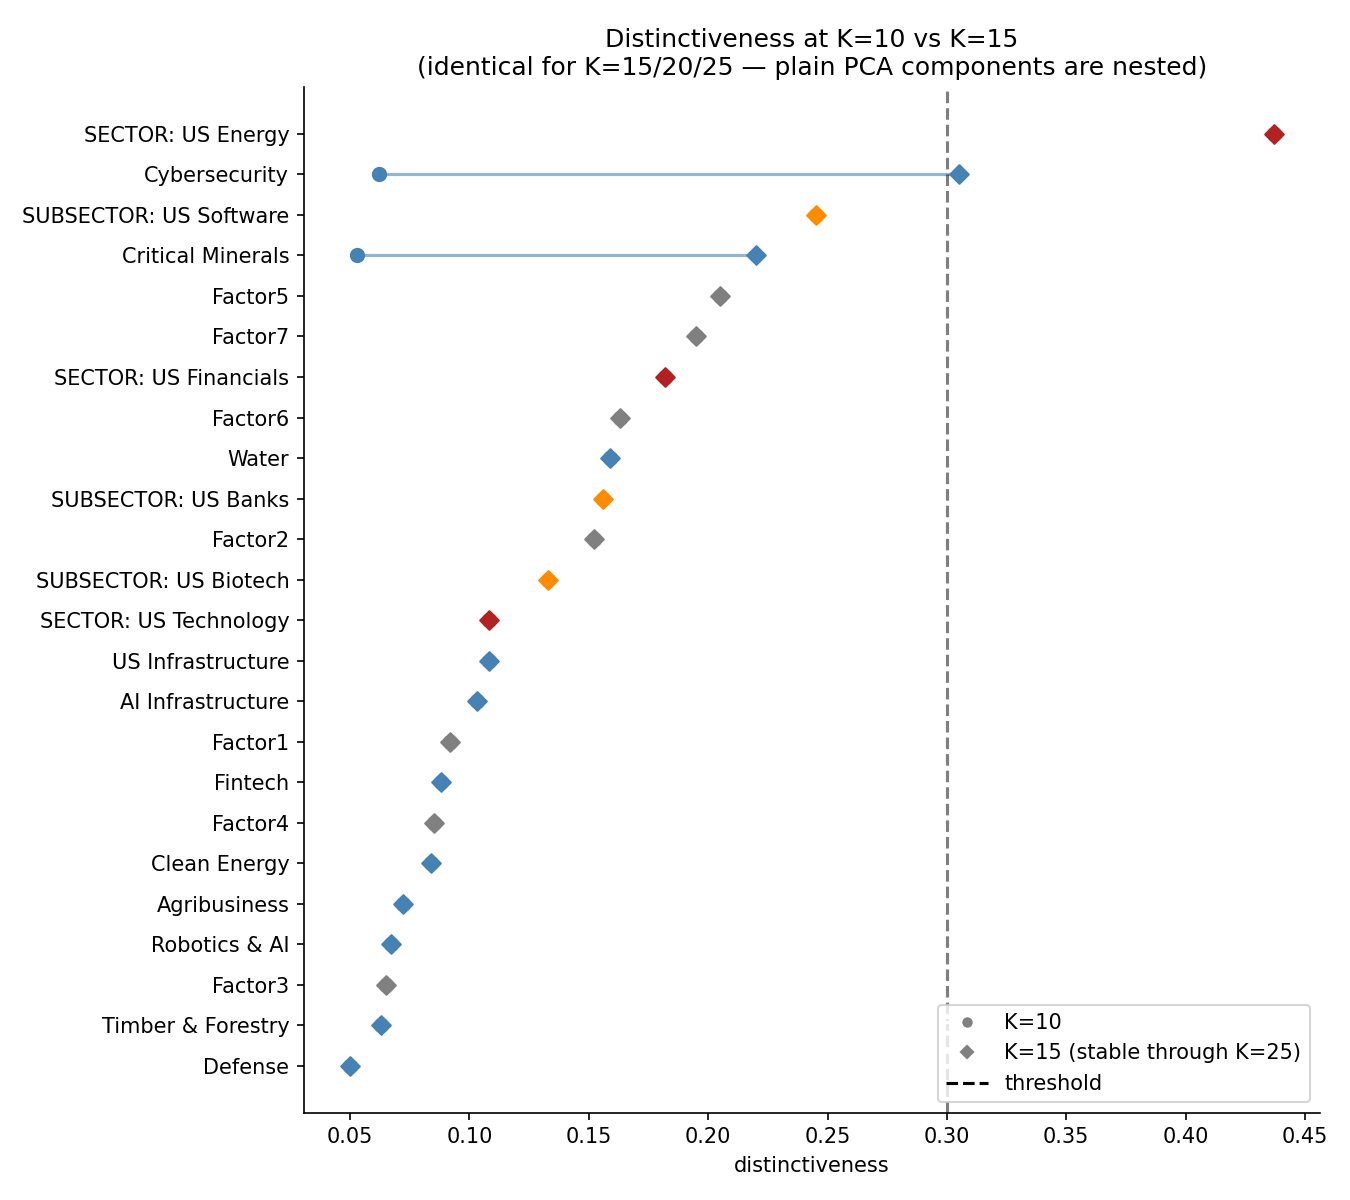 Distinctiveness at K=10 vs K=15
(identical for K=15/20/25 — plain PCA components are nested)
SECTOR: US Energy
Cybersecurity
SUBSECTOR: US Software
Critical Minerals
Factor5
Factor7
SECTOR: US Financials
Factor6
Water
SUBSECTOR: US Banks
Factor2
SUBSECTOR: US Biotech
SECTOR: US Technology
US Infrastructure
AI Infrastructure
Factor1
Fintech
Factor4
Clean Energy
Agribusiness
Robotics & AI
Factor3
Timber & Forestry
Defense
K=10
K=15 (stable through K=25)
threshold
0.05 0.10 0.15 0.20 0.25 0.30 0.35 0.40 0.45
distinctiveness